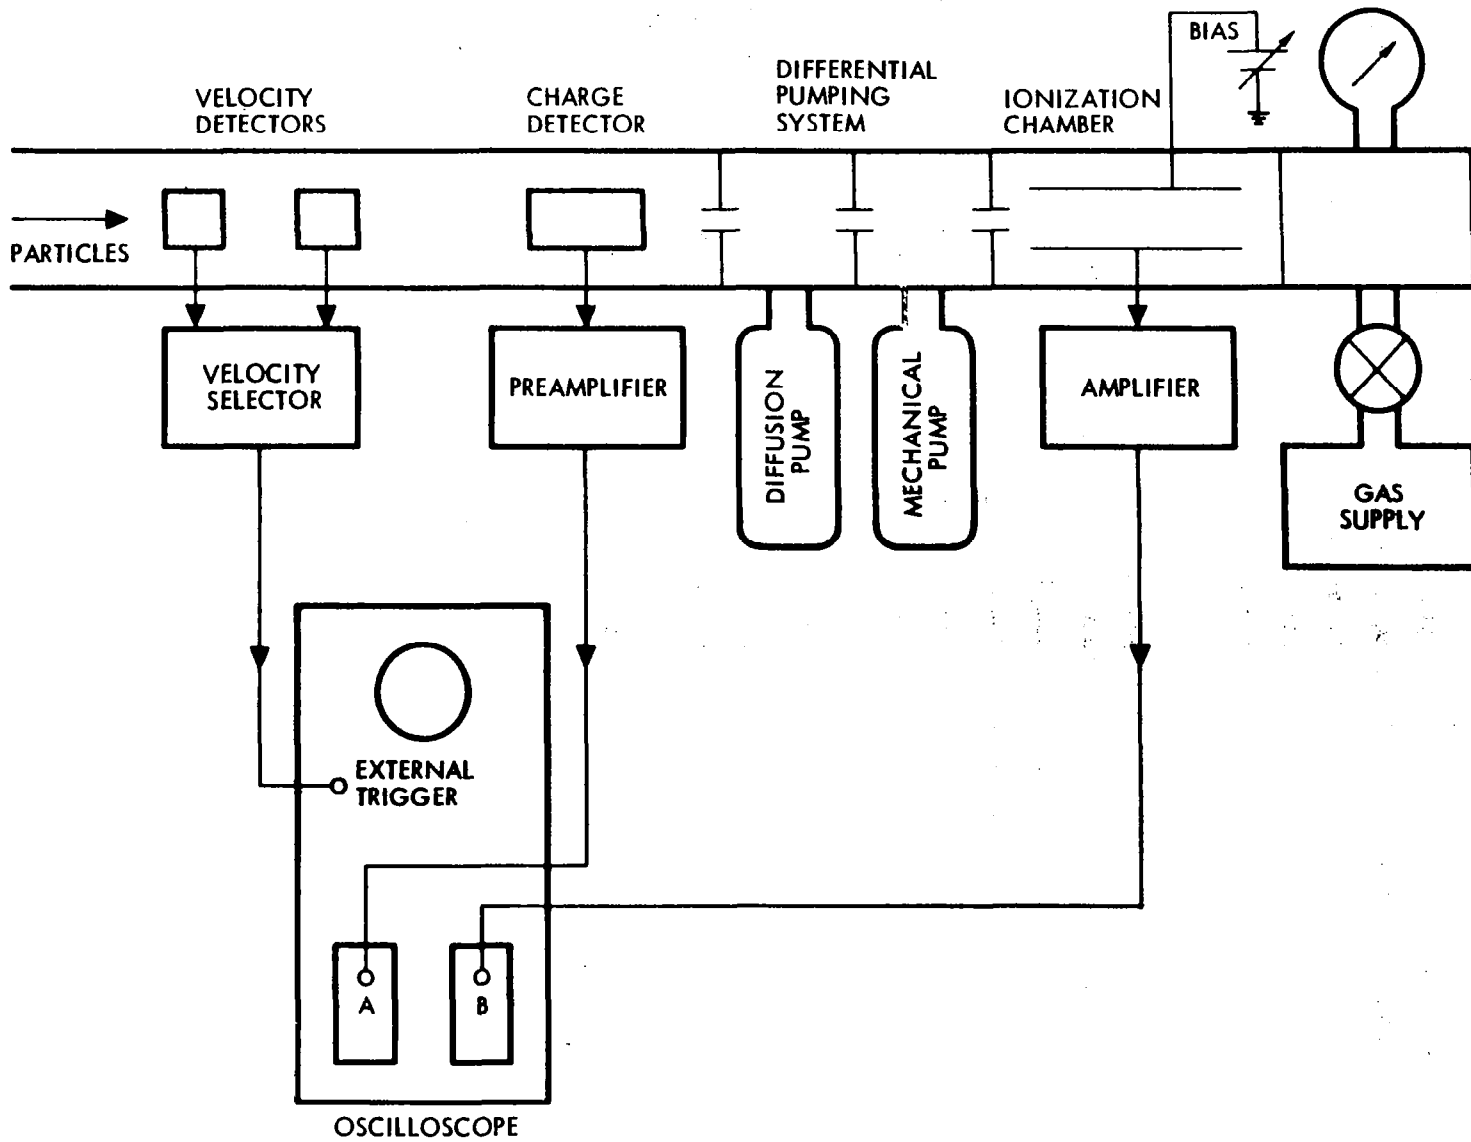 BIAS
DIFFERENTIAL
PUMPING
SYSTEM
VELOCITY
DETECTORS
CHARGE
DETECTOR
IONIZATION
CHAMBER
PARTICLES
VELOCITY
SELECTOR
PREAMPLIFIER
DIFFUSION
PUMP
MECHANICAL
PUMP
AMPLIFIER
GAS
SUPPLY
EXTERNAL
TRIGGER
A
B
OSCILLOSCOPE